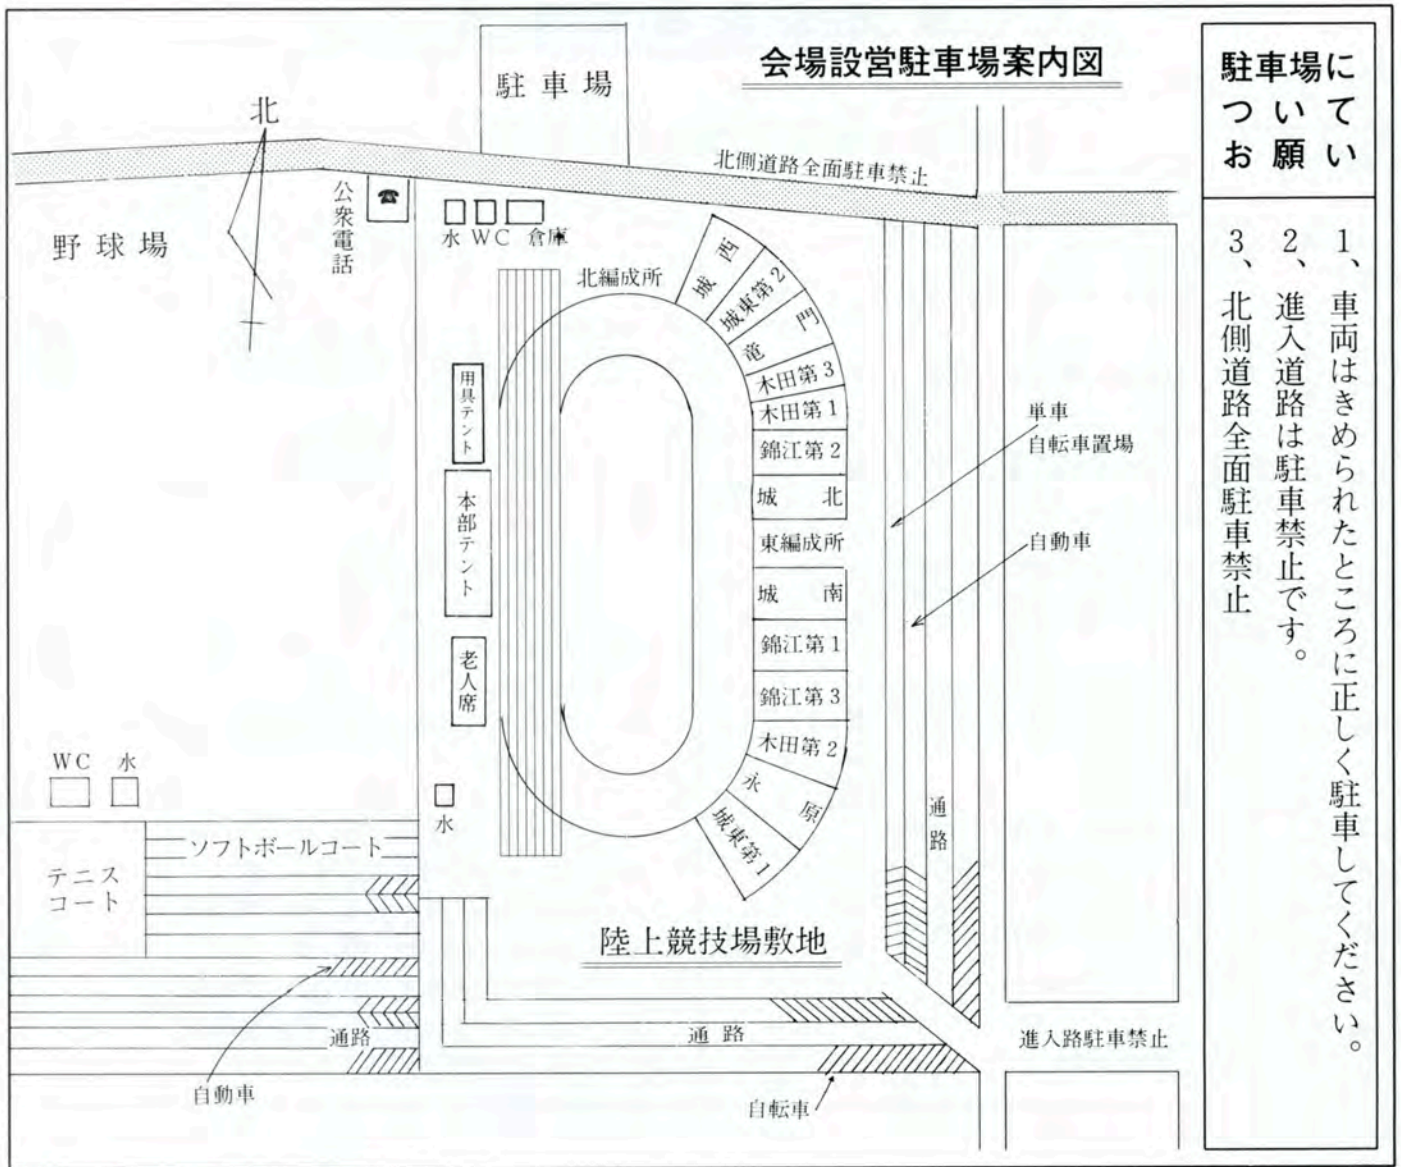 会場設営駐車場案内図
駐車場に
ついて
お願い
1、車両はきめられたところに正しく駐車してください。
2、進入道路は駐車禁止です。
3、北側道路全面駐車禁止
駐車場
北
北側道路全面駐車禁止
公衆電話
水
WC
倉庫
野球場
北編成所
城西
城東第2
竜門
木田第3
木田第1
錦江第2
城北
東編成所
城南
錦江第1
錦江第3
木田第2
永原
城東第1
用具テント
本部テント
老人席
水
単車
自転車置場
自動車
通路
WC
水
ソフトボールコート
テニス
コート
陸上競技場敷地
通路
通路
進入路駐車禁止
自動車
自転車